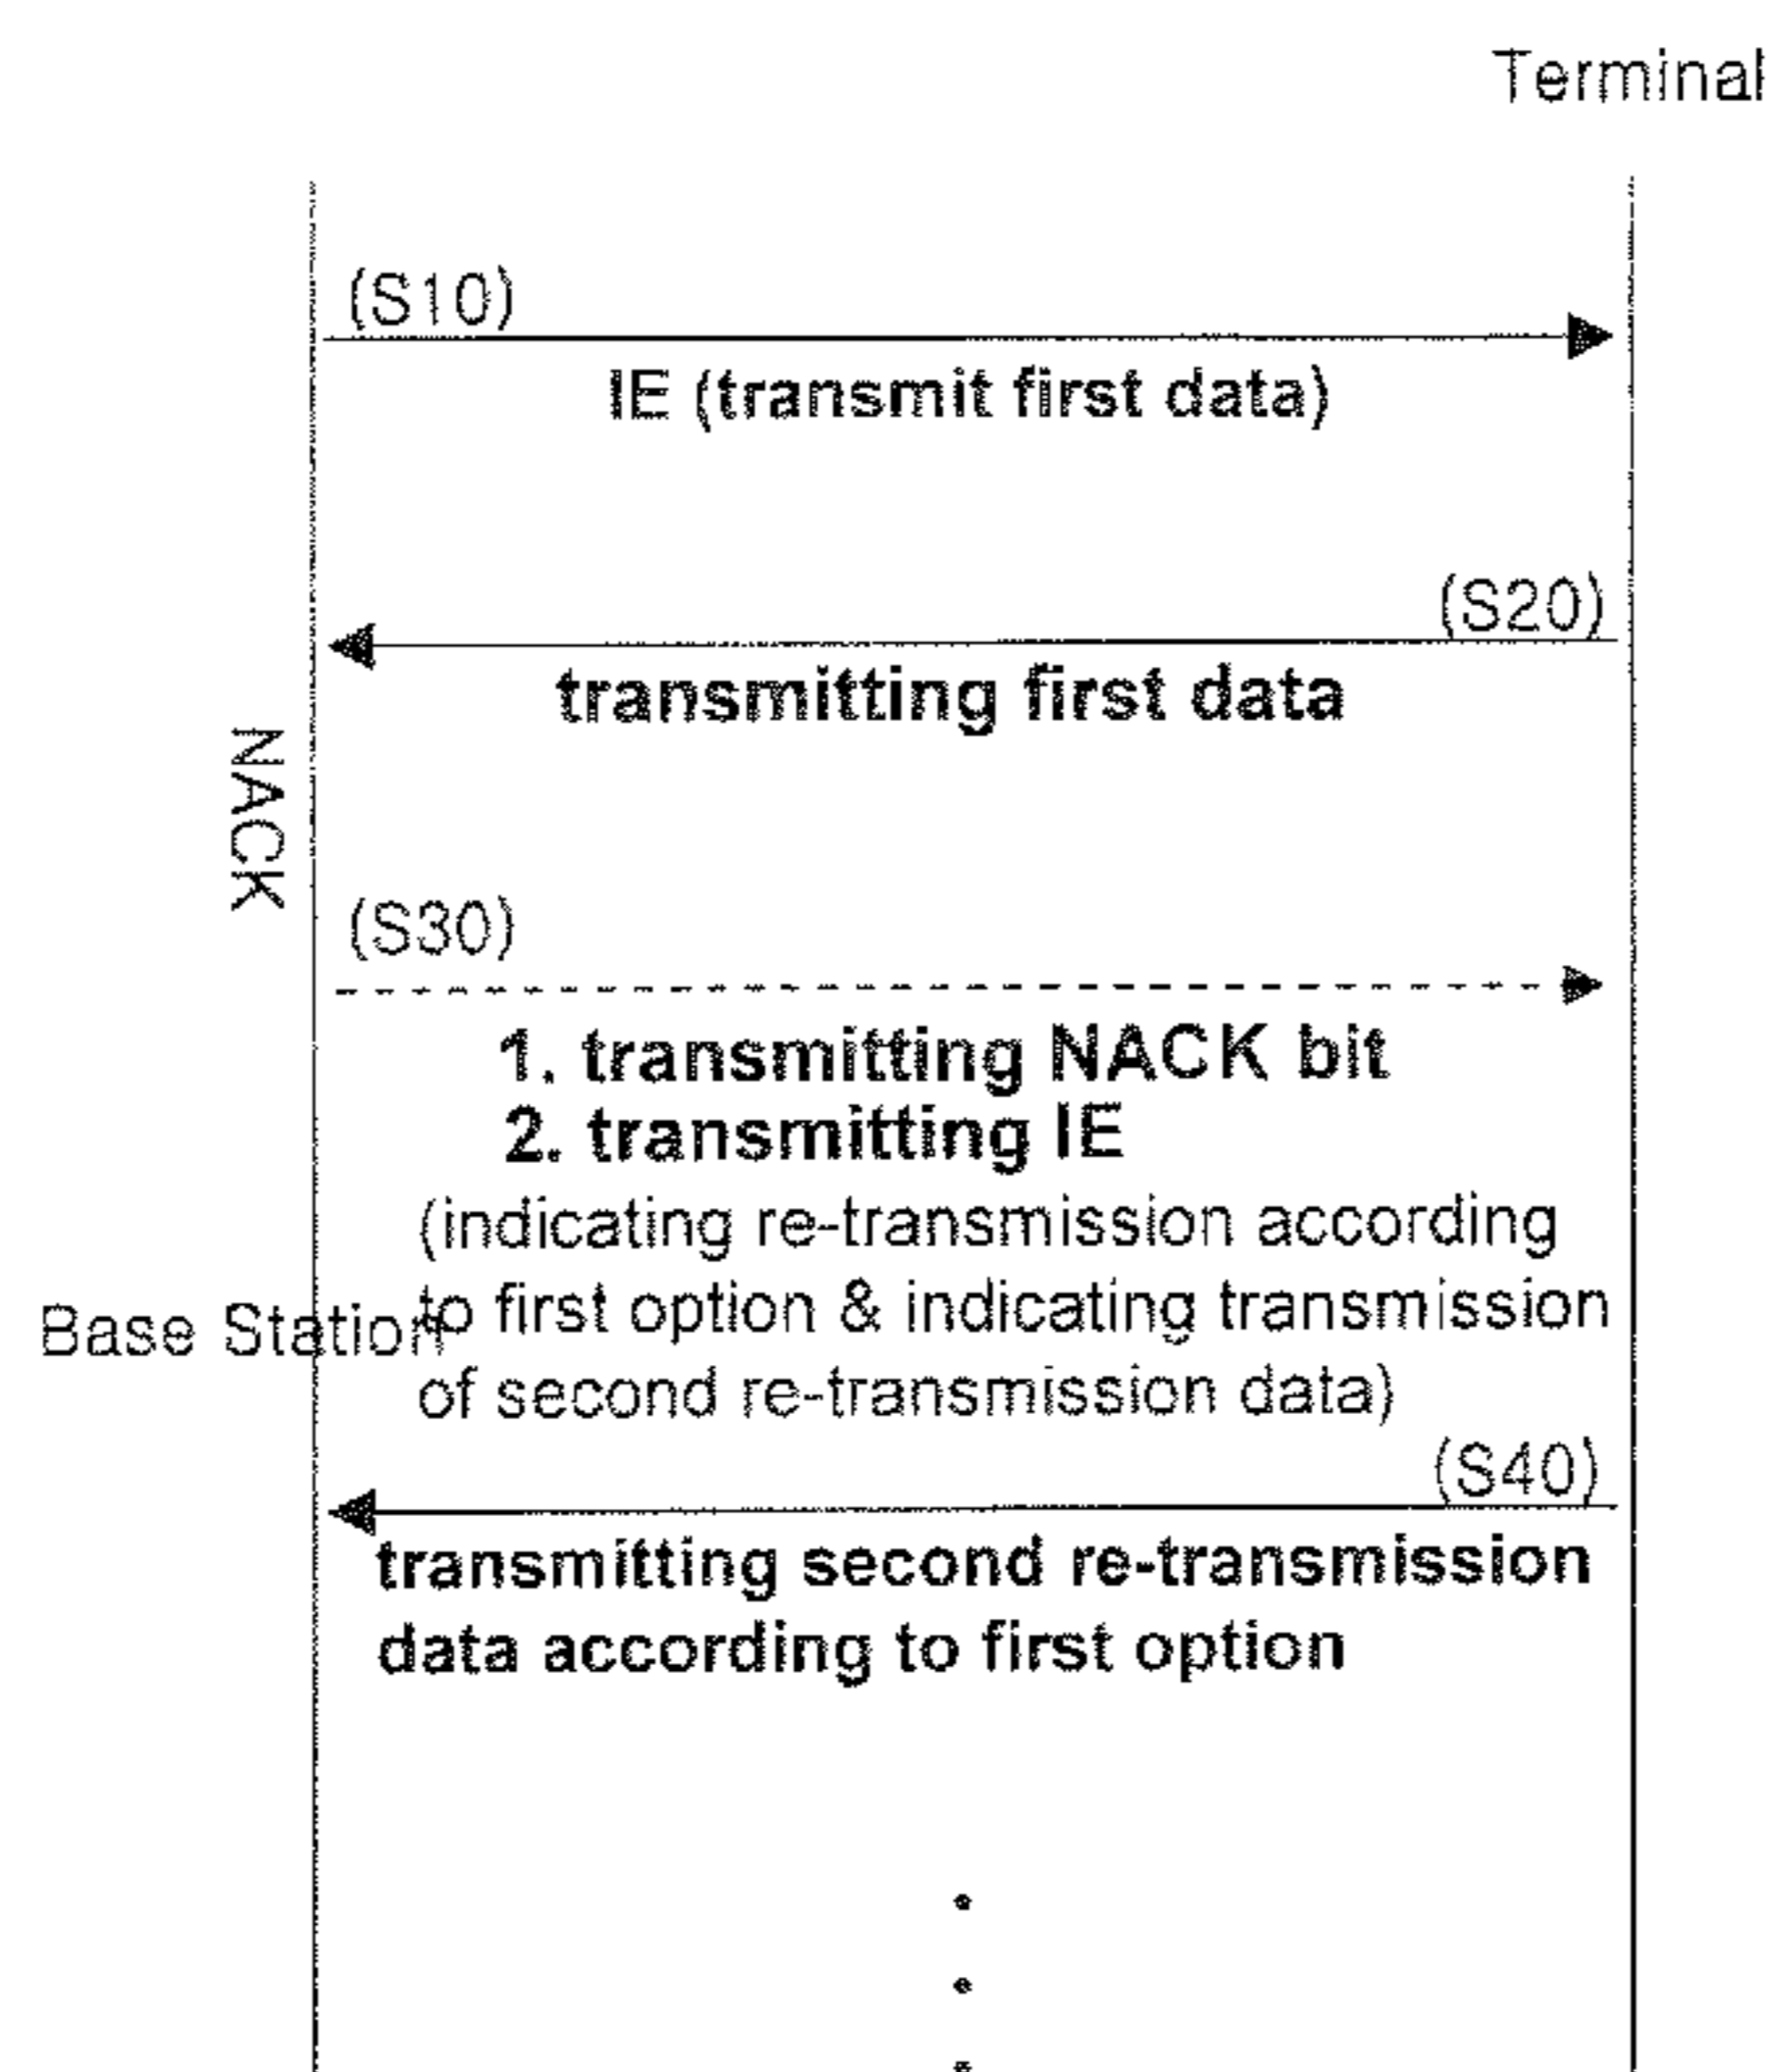 Terminal
(S10)
IE (transmit first data)
(S20)
transmitting first data
NACK
(S30)
1. transmitting NACK bit
2. transmitting IE
(indicating re-transmission according
to first option & indicating transmission
Base Station
of second re-transmission data)
(S40)
transmitting second re-transmission
data according to first option